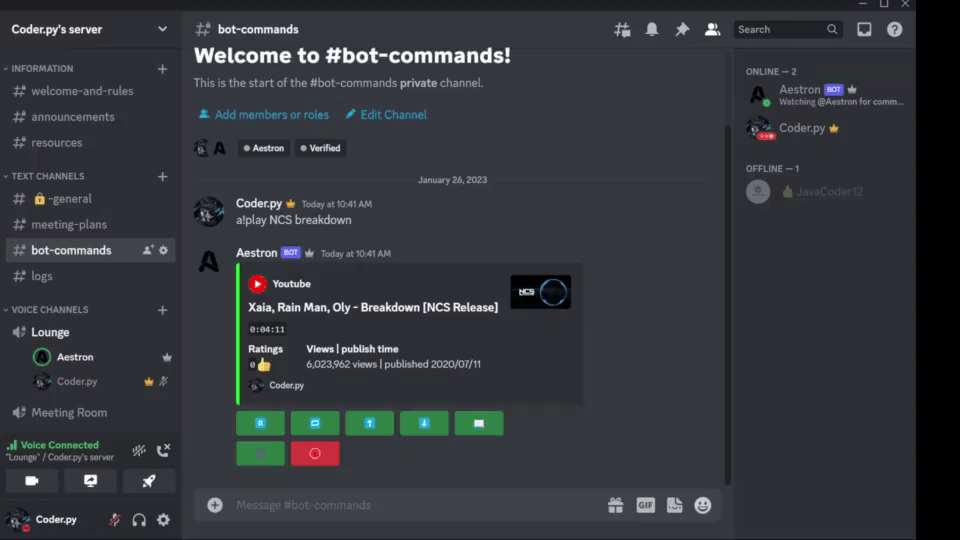 Coder.py's server
INFORMATION
welcome-and-rules
announcements
resources
TEXT CHANNELS
-general
meeting-plans
bot-commands
logs
VOICE CHANNELS
Lounge
Aestron
Coder.py
Meeting Room
Voice Connected
"Lounge" / Coder.py's server
Coder.py
bot-commands
Search
Welcome to #bot-commands!
This is the start of the #bot-commands private channel.
Add members or roles Edit Channel
Aestron Verified
January 26, 2023
Coder.py Today at 10:41 AM
a!play NCS breakdown
Aestron BOT Today at 10:41 AM
Youtube
NCS
Xaia, Rain Man, Oly - Breakdown [NCS Release]
0:04:11
Ratings Views | publish time
0 6,023,962 views | published 2020/07/11
Coder.py
Message #bot-commands
GIF
ONLINE — 2
Aestron BOT
Watching @Aestron for comm...
Coder.py
OFFLINE — 1
JavaCoder12